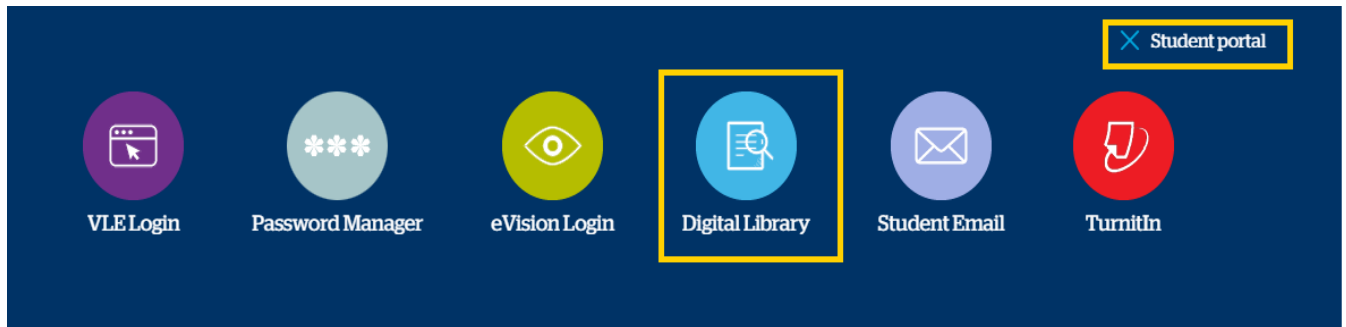 Student portal
***
VLE Login
Password Manager
eVision Login
Digital Library
Student Email
TurnitIn